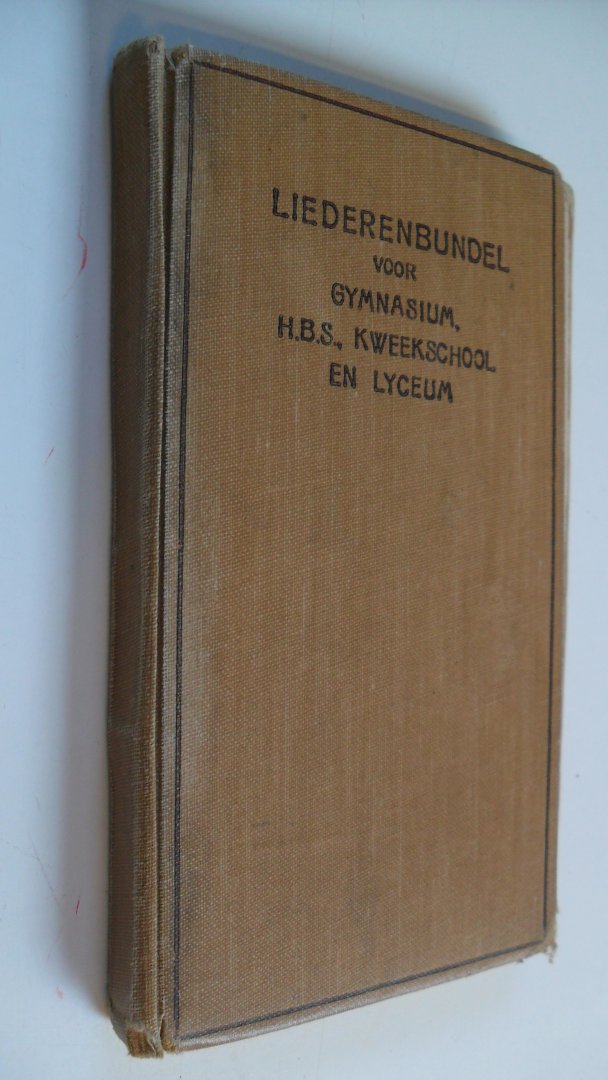 LIEDERENBUNDEL
VOOR
GYMNASIUM,
H.B.S., KWEEKSCHOOL
EN LYCEUM